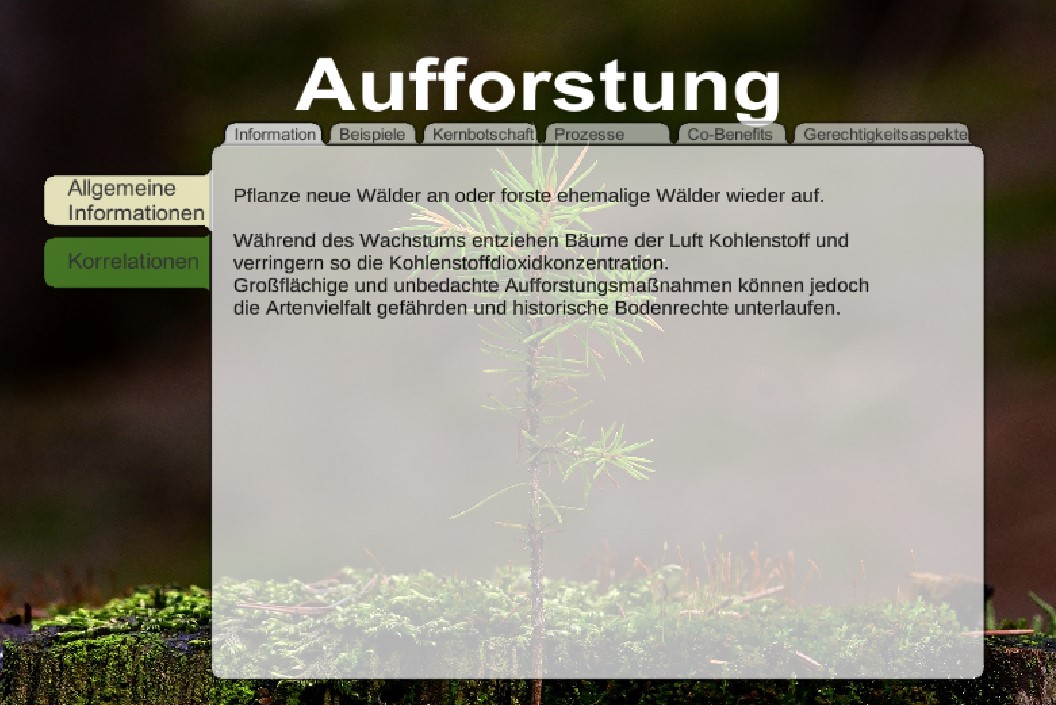 Aufforstung
Information
Beispiele
Kernbotschaft
Prozesse
Co-Benefits
Gerechtigkeitsaspekte
Allgemeine
Informationen
Korrelationen
Pflanze neue Wälder an oder forste ehemalige Wälder wieder auf.
Während des Wachstums entziehen Bäume der Luft Kohlenstoff und
verringern so die Kohlenstoffdioxidkonzentration.
Großflächige und unbedachte Aufforstungsmaßnahmen können jedoch
die Artenvielfalt gefährden und historische Bodenrechte unterlaufen.